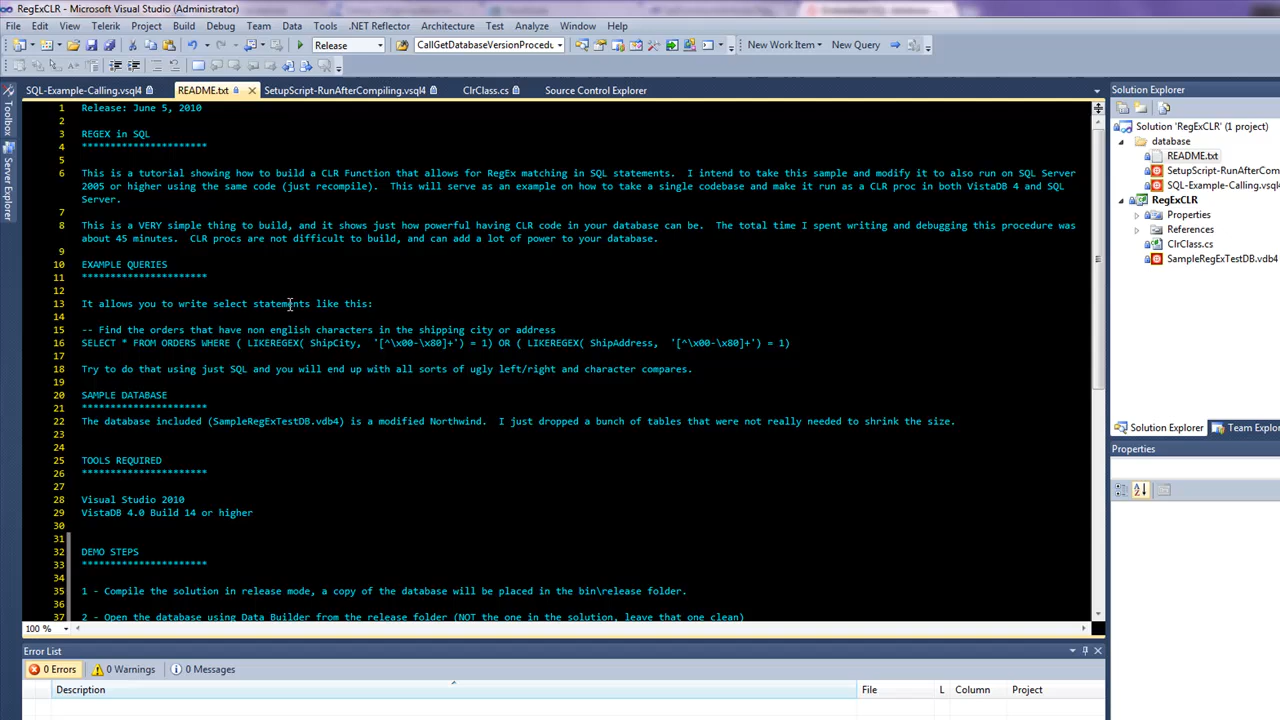 RegExCLR - Microsoft Visual Studio (Administrator)
File Edit View Telerik Project Build Debug Team Data Tools .NET Reflector Architecture Test Analyze Window Help
Release CallGetDatabaseVersionProcedu New Work Item New Query
SQL-Example-Calling.vsql4 README.txt SetupScript-RunAfterCompiling.vsql4 ClrClass.cs Source Control Explorer
Toolbox
Server Explorer
1 Release: June 5, 2010
2
3 REGEX in SQL
4 **********************
5
6 This is a tutorial showing how to build a CLR Function that allows for RegEx matching in SQL statements. I intend to take this sample and modify it to also run on SQL Server
2005 or higher using the same code (just recompile). This will serve as an example on how to take a single codebase and make it run as a CLR proc in both VistaDB 4 and SQL
Server.
7
8 This is a VERY simple thing to build, and it shows just how powerful having CLR code in your database can be. The total time I spent writing and debugging this procedure was
about 45 minutes. CLR procs are not difficult to build, and can add a lot of power to your database.
9
10 EXAMPLE QUERIES
11 **********************
12
13 It allows you to write select statements like this:
14
15 -- Find the orders that have non english characters in the shipping city or address
16 SELECT * FROM ORDERS WHERE ( LIKEREGEX( ShipCity, '[^\x00-\x80]+') = 1) OR ( LIKEREGEX( ShipAddress, '[^\x00-\x80]+') = 1)
17
18 Try to do that using just SQL and you will end up with all sorts of ugly left/right and character compares.
19
20 SAMPLE DATABASE
21 **********************
22 The database included (SampleRegExTestDB.vdb4) is a modified Northwind. I just dropped a bunch of tables that were not really needed to shrink the size.
23
24
25 TOOLS REQUIRED
26 **********************
27
28 Visual Studio 2010
29 VistaDB 4.0 Build 14 or higher
30
31
32 DEMO STEPS
33 **********************
34
35 1 - Compile the solution in release mode, a copy of the database will be placed in the bin\release folder.
36
37 2 - Open the database using Data Builder from the release folder (NOT the one in the solution, leave that one clean)
100 %
Error List
0 Errors 0 Warnings 0 Messages
Description File L Column Project
Solution Explorer
Solution 'RegExCLR' (1 project)
database
README.txt
SetupScript-RunAfterCom
SQL-Example-Calling.vsql
RegExCLR
Properties
References
ClrClass.cs
SampleRegExTestDB.vdb4
Solution Explorer Team Explo
Properties